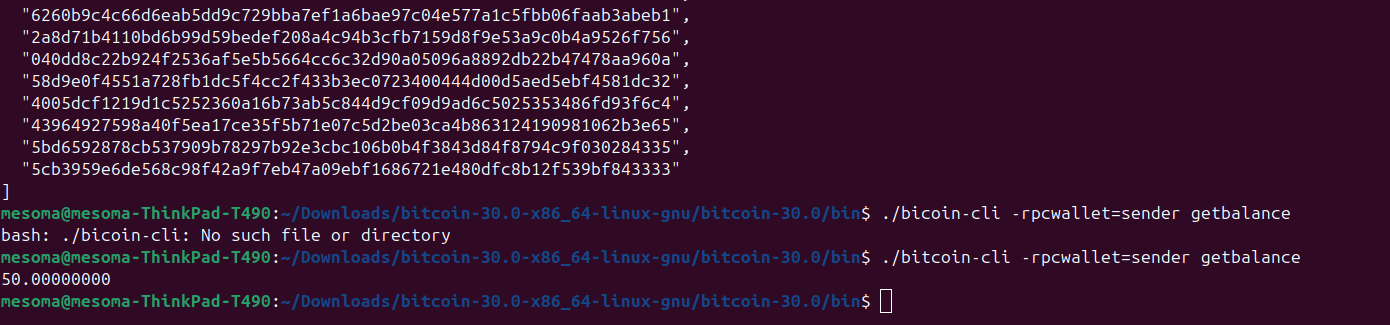 "6260b9c4c66d6eab5dd9c729bba7ef1a6bae97c04e577a1c5fbb06faab3abeb1",
"2a8d71b4110bd6b99d59bedef208a4c94b3cfb7159d8f9e53a9c0b4a9526f756",
"040dd8c22b924f2536af5e5b5664cc6c32d90a05096a8892db22b47478aa960a",
"58d9e0f4551a728fb1dc5f4cc2f433b3ec0723400444d00d5aed5ebf4581dc32",
"4005dcf1219d1c5252360a16b73ab5c844d9cf09d9ad6c5025353486fd93f6c4",
"43964927598a40f5ea17ce35f5b71e07c5d2be03ca4b863124190981062b3e65",
"5bd6592878cb537909b78297b92e3cbc106b0b4f3843d84f8794c9f030284335",
"5cb3959e6de568c98f42a9f7eb47a09ebf1686721e480dfc8b12f539bf843333"
]
mesoma@mesoma-ThinkPad-T490:~/Downloads/bitcoin-30.0-x86_64-linux-gnu/bitcoin-30.0/bin$ ./bicoin-cli -rpcwallet=sender getbalance
bash: ./bicoin-cli: No such file or directory
mesoma@mesoma-ThinkPad-T490:~/Downloads/bitcoin-30.0-x86_64-linux-gnu/bitcoin-30.0/bin$ ./bitcoin-cli -rpcwallet=sender getbalance
50.00000000
mesoma@mesoma-ThinkPad-T490:~/Downloads/bitcoin-30.0-x86_64-linux-gnu/bitcoin-30.0/bin$